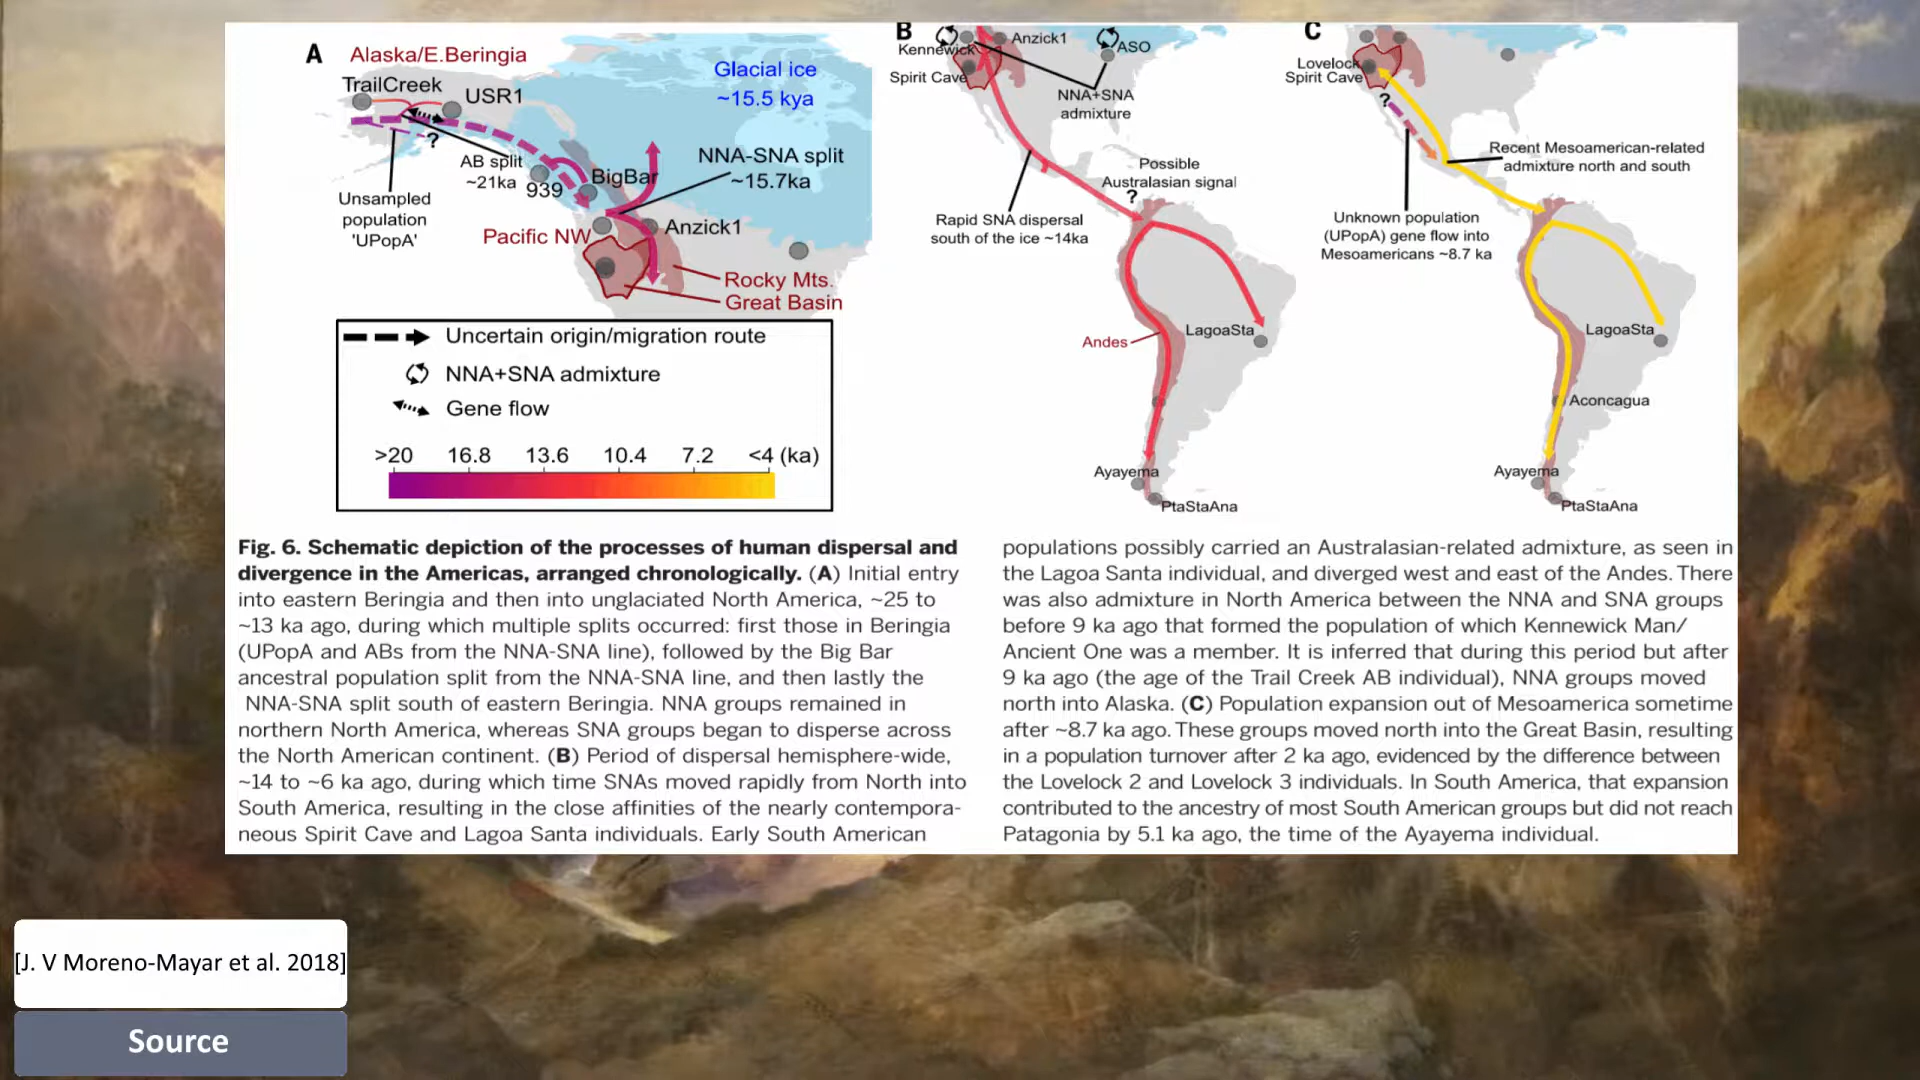 A
Alaska/E.Beringia
TrailCreek
USR1
Glacial ice
~15.5 kya
?
AB split
~21ka
939
BigBar
NNA-SNA split
~15.7ka
Unsampled
population
'UPopA'
Pacific NW
Anzick1
Rocky Mts.
Great Basin
Uncertain origin/migration route
NNA+SNA admixture
Gene flow
>20 16.8 13.6 10.4 7.2 <4 (ka)
B
Kennewick
Anzick1
ASO
Spirit Cave
NNA+SNA
admixture
Possible
Australasian signal
?
Rapid SNA dispersal
south of the ice ~14ka
LagoaSta
Andes
Ayayema
PtaStaAna
C
Lovelock
Spirit Cave
?
Recent Mesoamerican-related
admixture north and south
Unknown population
(UPopA) gene flow into
Mesoamericans ~8.7 ka
LagoaSta
Aconcagua
Ayayema
PtaStaAna
Fig. 6. Schematic depiction of the processes of human dispersal and
divergence in the Americas, arranged chronologically. (A) Initial entry
into eastern Beringia and then into unglaciated North America, ~25 to
~13 ka ago, during which multiple splits occurred: first those in Beringia
(UPopA and ABs from the NNA-SNA line), followed by the Big Bar
ancestral population split from the NNA-SNA line, and then lastly the
NNA-SNA split south of eastern Beringia. NNA groups remained in
northern North America, whereas SNA groups began to disperse across
the North American continent. (B) Period of dispersal hemisphere-wide,
~14 to ~6 ka ago, during which time SNAs moved rapidly from North into
South America, resulting in the close affinities of the nearly contempora-
neous Spirit Cave and Lagoa Santa individuals. Early South American
populations possibly carried an Australasian-related admixture, as seen in
the Lagoa Santa individual, and diverged west and east of the Andes. There
was also admixture in North America between the NNA and SNA groups
before 9 ka ago that formed the population of which Kennewick Man/
Ancient One was a member. It is inferred that during this period but after
9 ka ago (the age of the Trail Creek AB individual), NNA groups moved
north into Alaska. (C) Population expansion out of Mesoamerica sometime
after ~8.7 ka ago. These groups moved north into the Great Basin, resulting
in a population turnover after 2 ka ago, evidenced by the difference between
the Lovelock 2 and Lovelock 3 individuals. In South America, that expansion
contributed to the ancestry of most South American groups but did not reach
Patagonia by 5.1 ka ago, the time of the Ayayema individual.
[J. V Moreno-Mayar et al. 2018]
Source